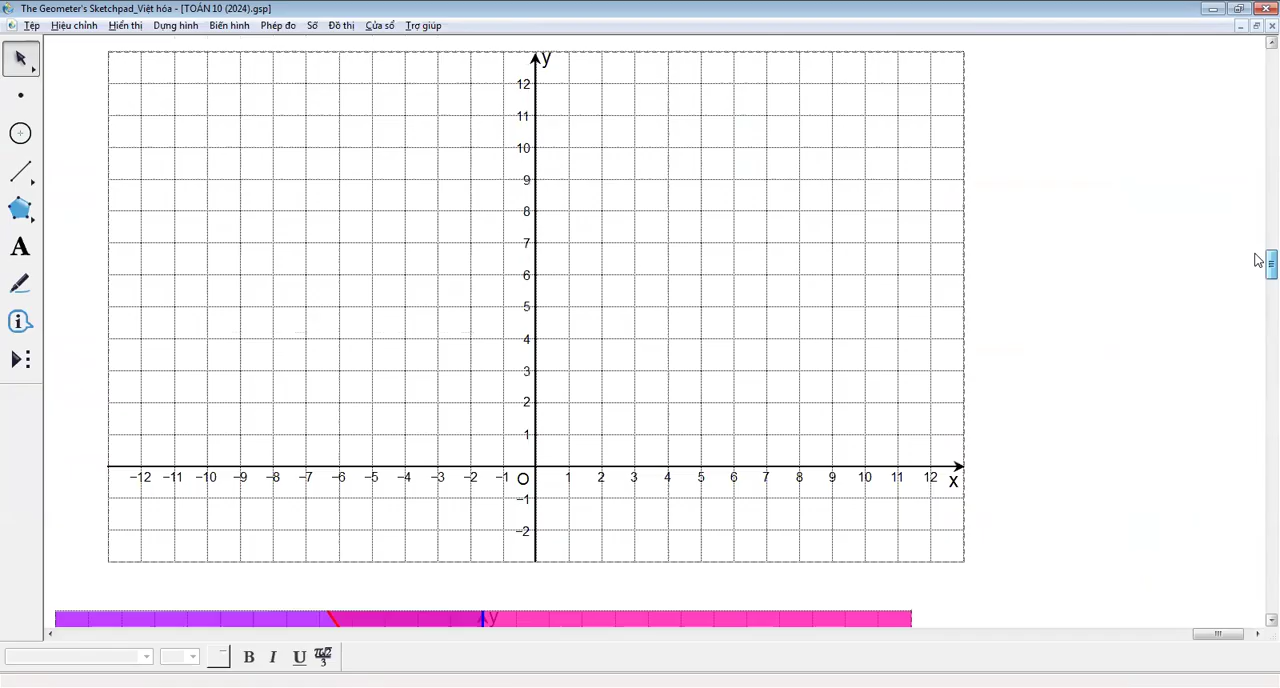 The Geometer's Sketchpad_Việt hóa - [TOÁN 10 (2024).gsp]
Tệp Hiệu chỉnh Hiển thị Dựng hình Biến hình Phép đo Số Đồ thị Cửa sổ Trợ giúp
y
12
11
10
9
8
7
6
5
4
3
2
1
−12 −11 −10 −9 −8 −7 −6 −5 −4 −3 −2 −1 O 1 2 3 4 5 6 7 8 9 10 11 12 x
−1
−2
y
A
B I U